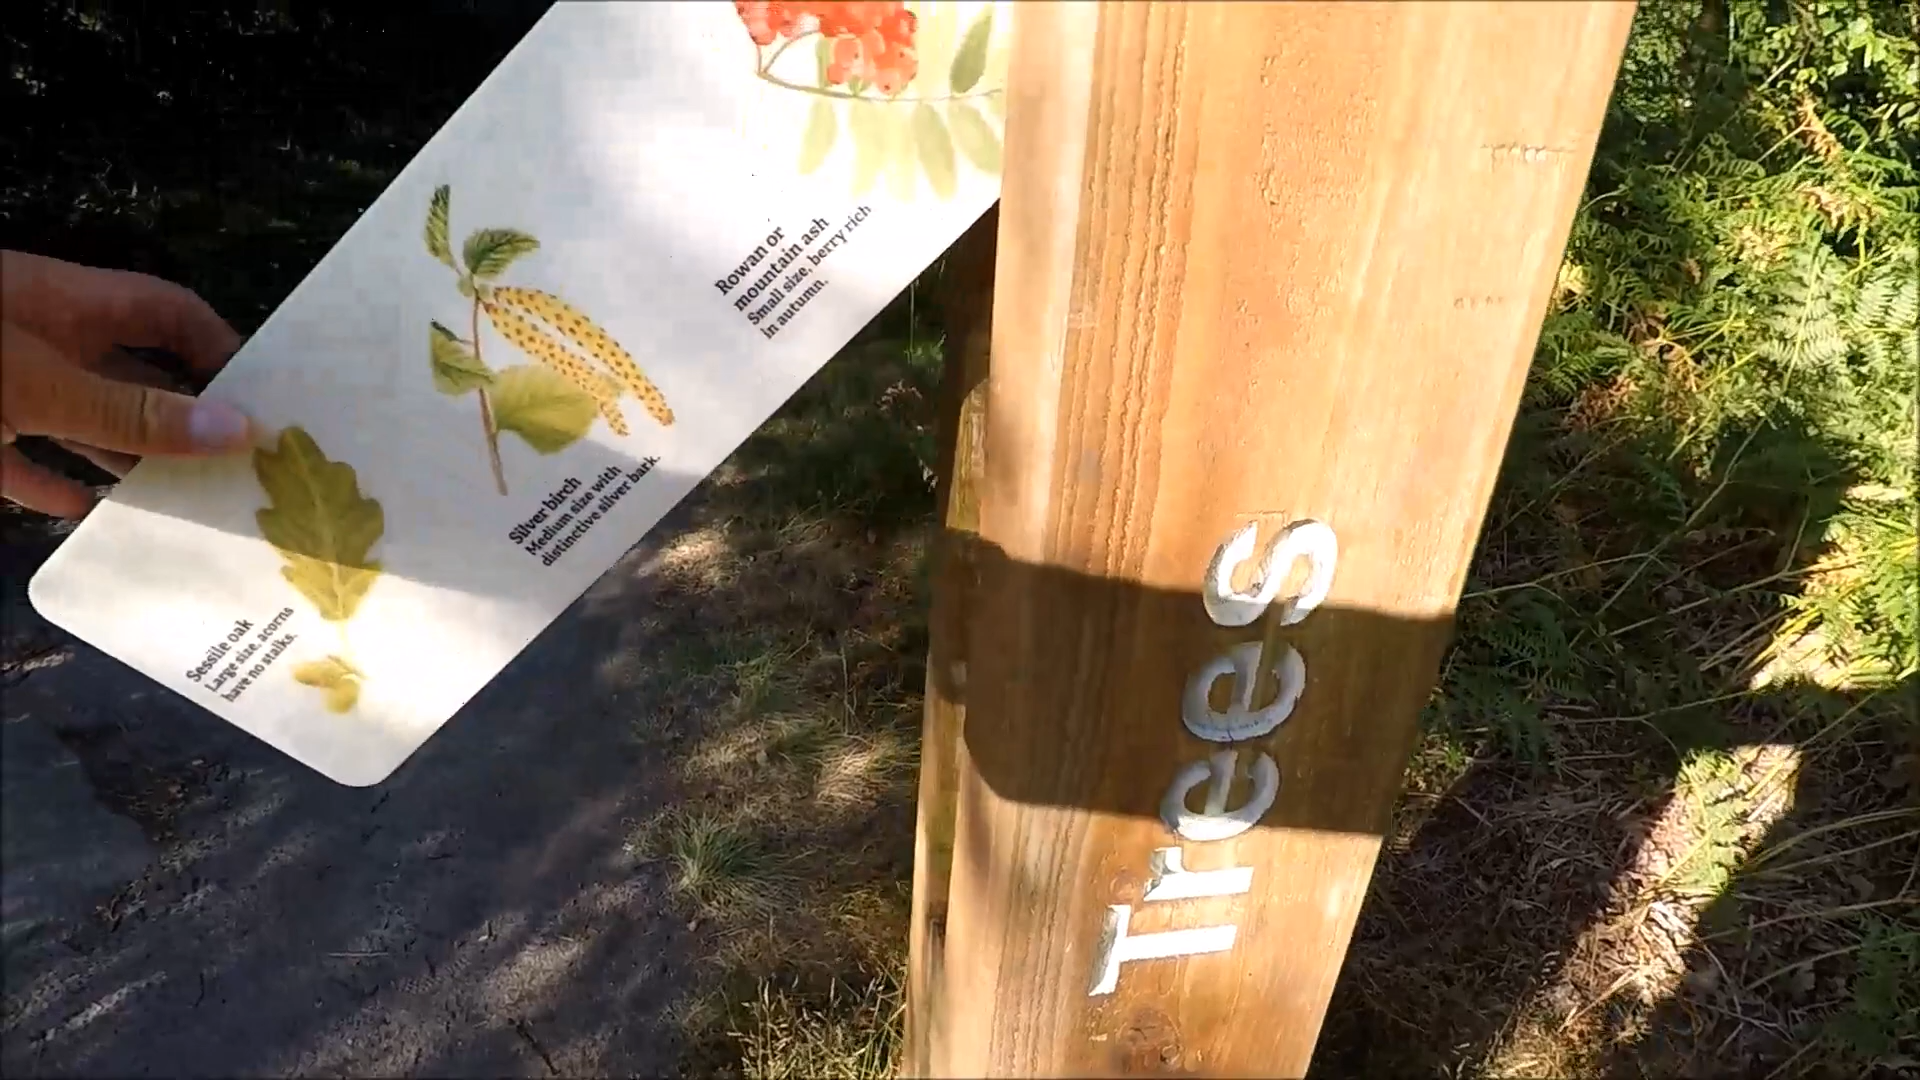 Rowan or
mountain ash
Small size, berry rich
in autumn.
Silver birch
Medium size with
distinctive silver bark.
Sessile oak
Large size, acorns
have no stalks.
Trees